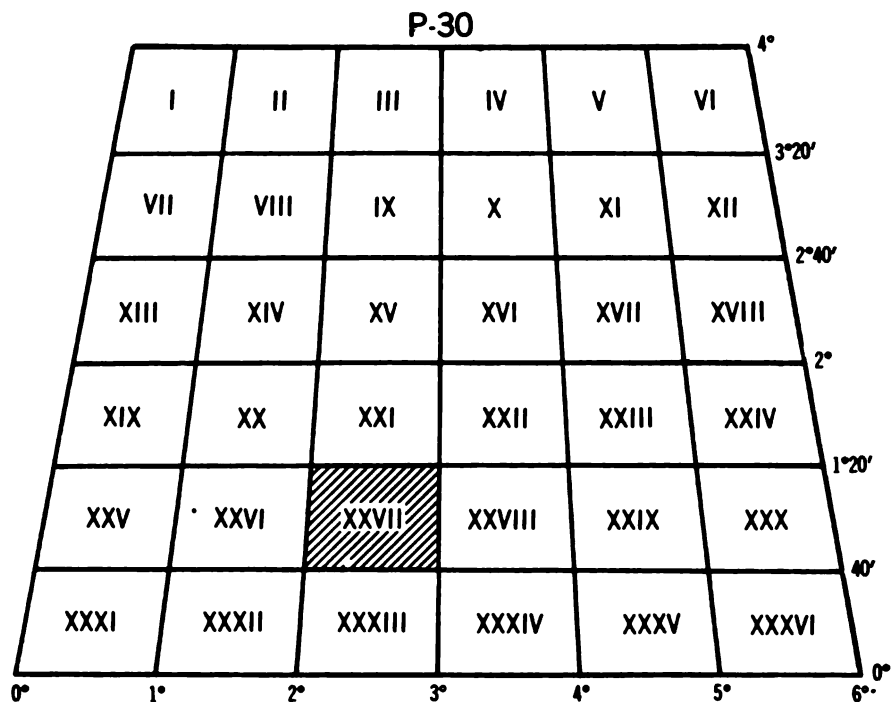 P-30
4°
I II III IV V VI
3°20′
VII VIII IX X XI XII
2°40′
XIII XIV XV XVI XVII XVIII
2°
XIX XX XXI XXII XXIII XXIV
1°20′
XXV XXVI XXVII XXVIII XXIX XXX
40′
XXXI XXXII XXXIII XXXIV XXXV XXXVI
0°
0° 1° 2° 3° 4° 5° 6°